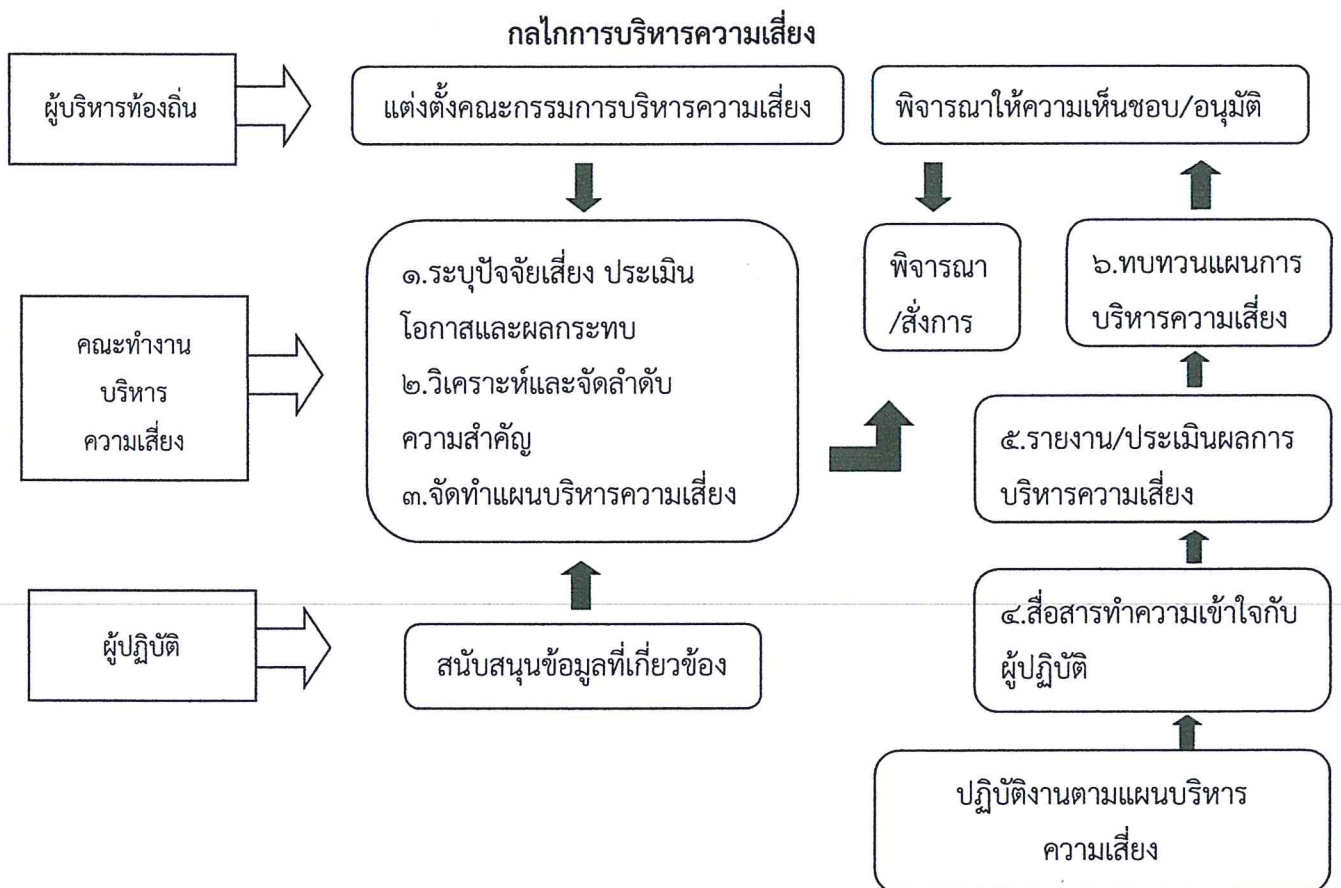 กลไกการบริหารความเสี่ยง
ผู้บริหารท้องถิ่น
แต่งตั้งคณะกรรมการบริหารความเสี่ยง
พิจารณาให้ความเห็นชอบ/อนุมัติ
คณะทำงาน
บริหาร
ความเสี่ยง
๑.ระบุปัจจัยเสี่ยง ประเมิน
โอกาสและผลกระทบ
๒.วิเคราะห์และจัดลำดับ
ความสำคัญ
๓.จัดทำแผนบริหารความเสี่ยง
พิจารณา
/สั่งการ
๖.ทบทวนแผนการ
บริหารความเสี่ยง
๕.รายงาน/ประเมินผลการ
บริหารความเสี่ยง
ผู้ปฏิบัติ
สนับสนุนข้อมูลที่เกี่ยวข้อง
๔.สื่อสารทำความเข้าใจกับ
ผู้ปฏิบัติ
ปฏิบัติงานตามแผนบริหาร
ความเสี่ยง